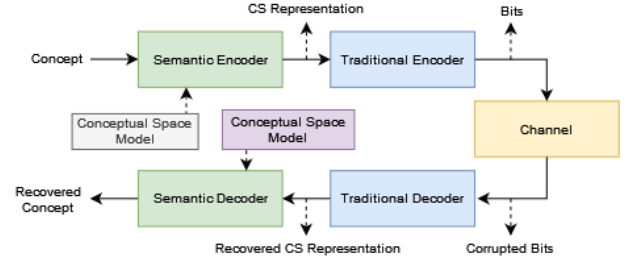 CS Representation
Bits
Concept
Semantic Encoder
Traditional Encoder
Conceptual Space
Model
Conceptual Space
Model
Channel
Recovered
Concept
Semantic Decoder
Traditional Decoder
Recovered CS Representation
Corrupted Bits